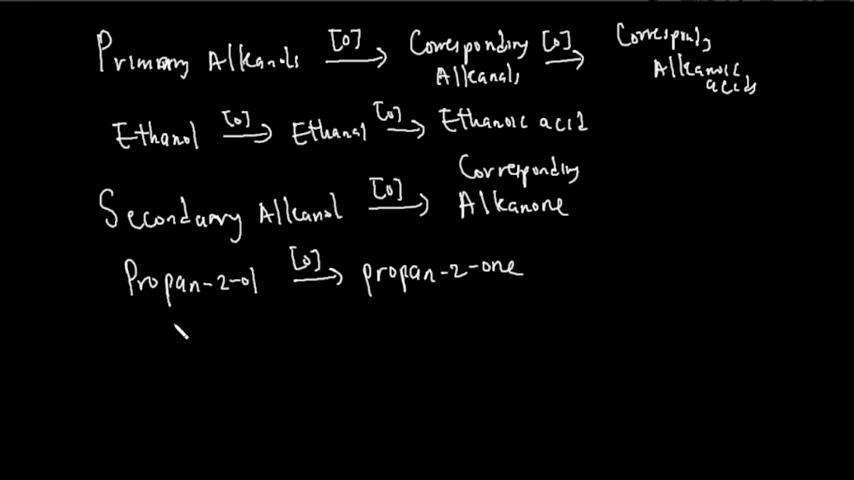 Primary Alkanols [O] → Corresponding Alkanals [O] → Correspondg Alkanoic acids
Ethanol [O] → Ethanal [O] → Ethanoic acid
Secondary Alkanol [O] → Corresponding Alkanone
Propan-2-ol [O] → propan-2-one